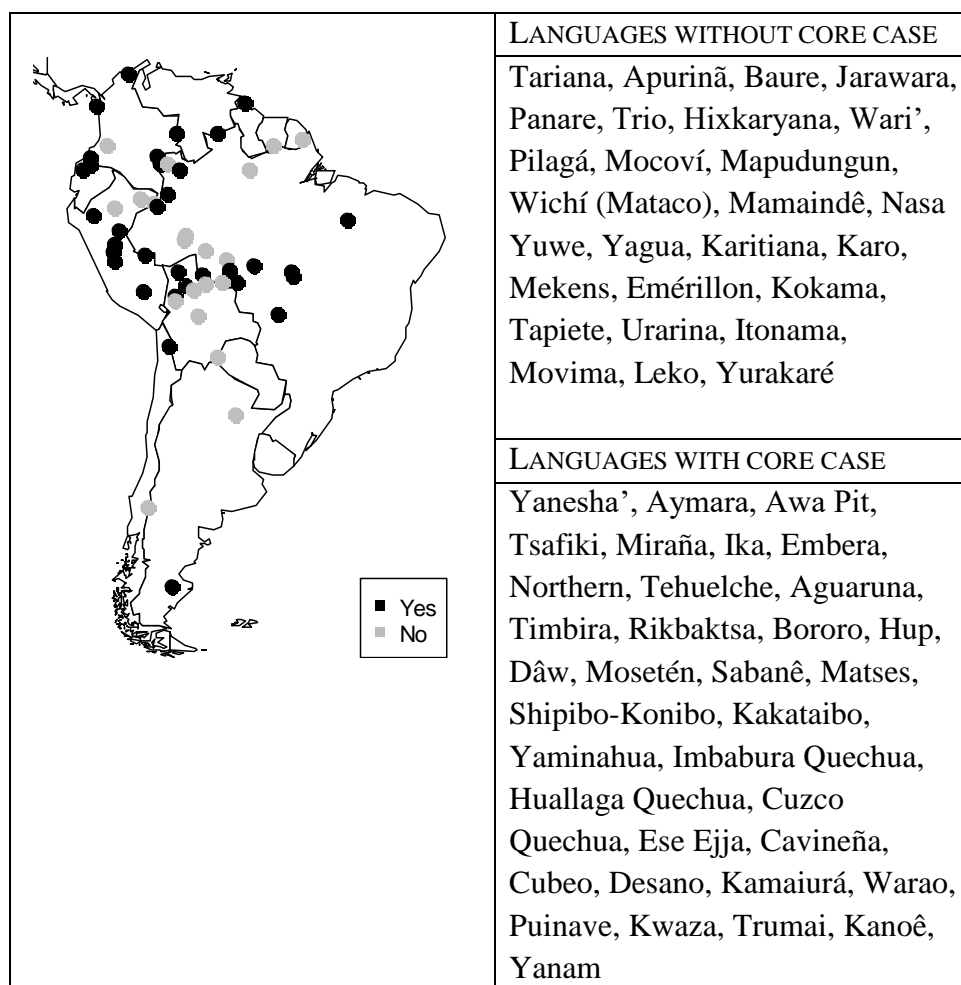 LANGUAGES WITHOUT CORE CASE
Tariana, Apurinã, Baure, Jarawara,
Panare, Trio, Hixkaryana, Wari’,
Pilagá, Mocoví, Mapudungun,
Wichí (Mataco), Mamaindê, Nasa
Yuwe, Yagua, Karitiana, Karo,
Mekens, Emérillon, Kokama,
Tapiete, Urarina, Itonama,
Movima, Leko, Yurakaré
LANGUAGES WITH CORE CASE
Yanesha’, Aymara, Awa Pit,
Tsafiki, Miraña, Ika, Embera,
Northern, Tehuelche, Aguaruna,
Timbira, Rikbaktsa, Bororo, Hup,
Dâw, Mosetén, Sabanê, Matses,
Shipibo-Konibo, Kakataibo,
Yaminahua, Imbabura Quechua,
Huallaga Quechua, Cuzco
Quechua, Ese Ejja, Cavineña,
Cubeo, Desano, Kamaiurá, Warao,
Puinave, Kwaza, Trumai, Kanoê,
Yanam
Yes
No